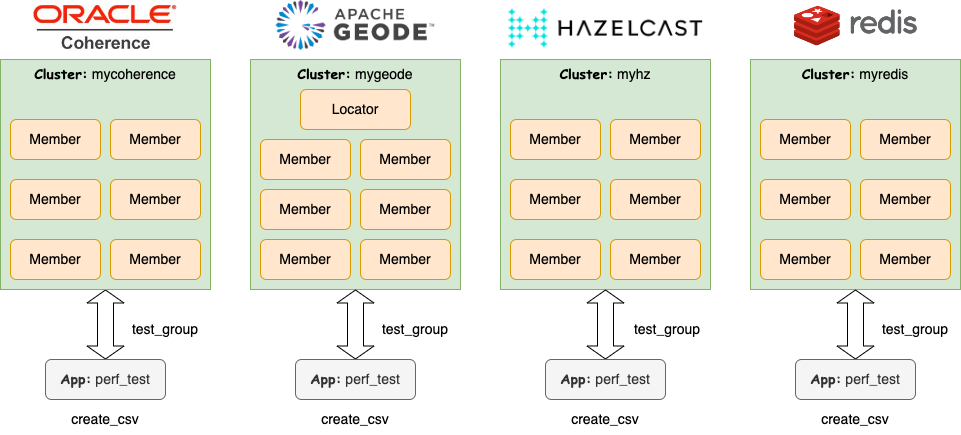 ORACLE
Coherence
APACHE
GEODE™
HAZELCAST
redis
Cluster: mycoherence
Member
Member
Member
Member
Member
Member
test_group
App: perf_test
create_csv
Cluster: mygeode
Locator
Member
Member
Member
Member
Member
Member
test_group
App: perf_test
create_csv
Cluster: myhz
Member
Member
Member
Member
Member
Member
test_group
App: perf_test
create_csv
Cluster: myredis
Member
Member
Member
Member
Member
Member
test_group
App: perf_test
create_csv